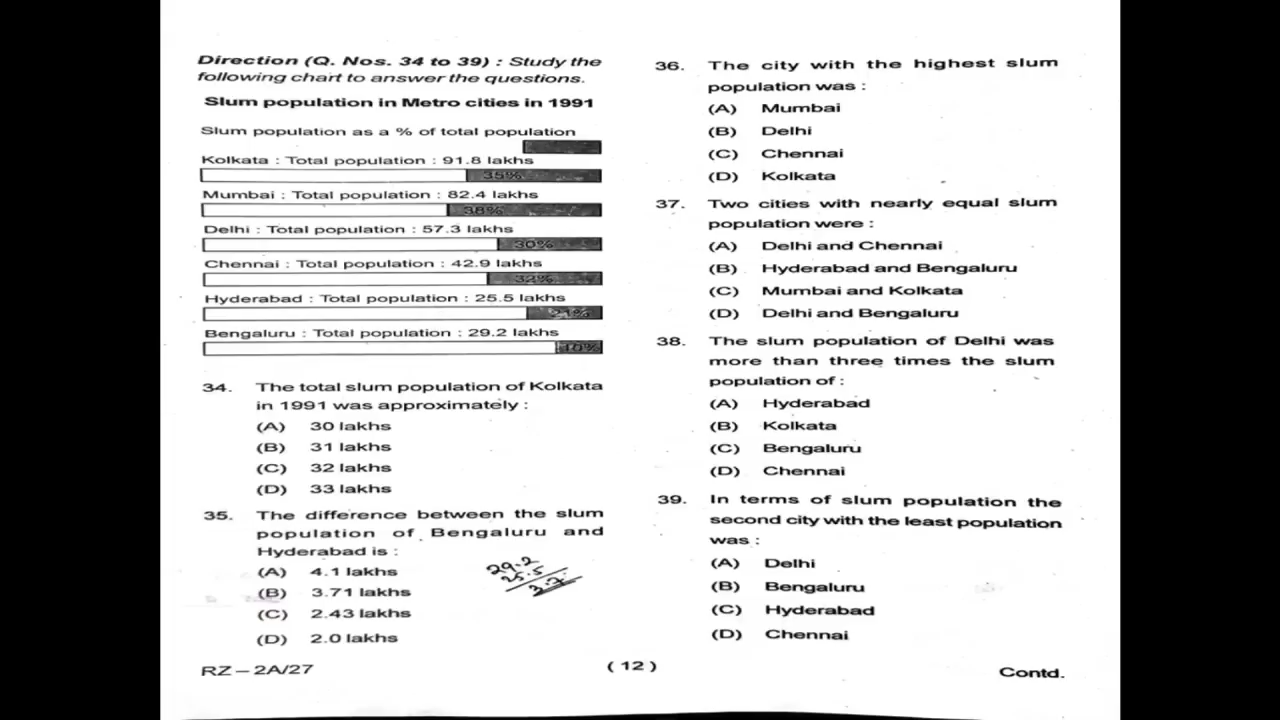 Direction (Q. Nos. 34 to 39) : Study the
following chart to answer the questions.
Slum population in Metro cities in 1991
Slum population as a % of total population
Kolkata : Total population : 91.8 lakhs
35%
Mumbai : Total population : 82.4 lakhs
38%
Delhi : Total population : 57.3 lakhs
30%
Chennai : Total population : 42.9 lakhs
32%
Hyderabad : Total population : 25.5 lakhs
21%
Bengaluru : Total population : 29.2 lakhs
10%
34. The total slum population of Kolkata
in 1991 was approximately :
(A) 30 lakhs
(B) 31 lakhs
(C) 32 lakhs
(D) 33 lakhs
35. The difference between the slum
population of Bengaluru and
Hyderabad is :
(A) 4.1 lakhs
(B) 3.71 lakhs
(C) 2.43 lakhs
(D) 2.0 lakhs
29.2
25.5
3.7
36. The city with the highest slum
population was :
(A) Mumbai
(B) Delhi
(C) Chennai
(D) Kolkata
37. Two cities with nearly equal slum
population were :
(A) Delhi and Chennai
(B) Hyderabad and Bengaluru
(C) Mumbai and Kolkata
(D) Delhi and Bengaluru
38. The slum population of Delhi was
more than three times the slum
population of :
(A) Hyderabad
(B) Kolkata
(C) Bengaluru
(D) Chennai
39. In terms of slum population the
second city with the least population
was :
(A) Delhi
(B) Bengaluru
(C) Hyderabad
(D) Chennai
RZ – 2A/27
( 12 )
Contd.